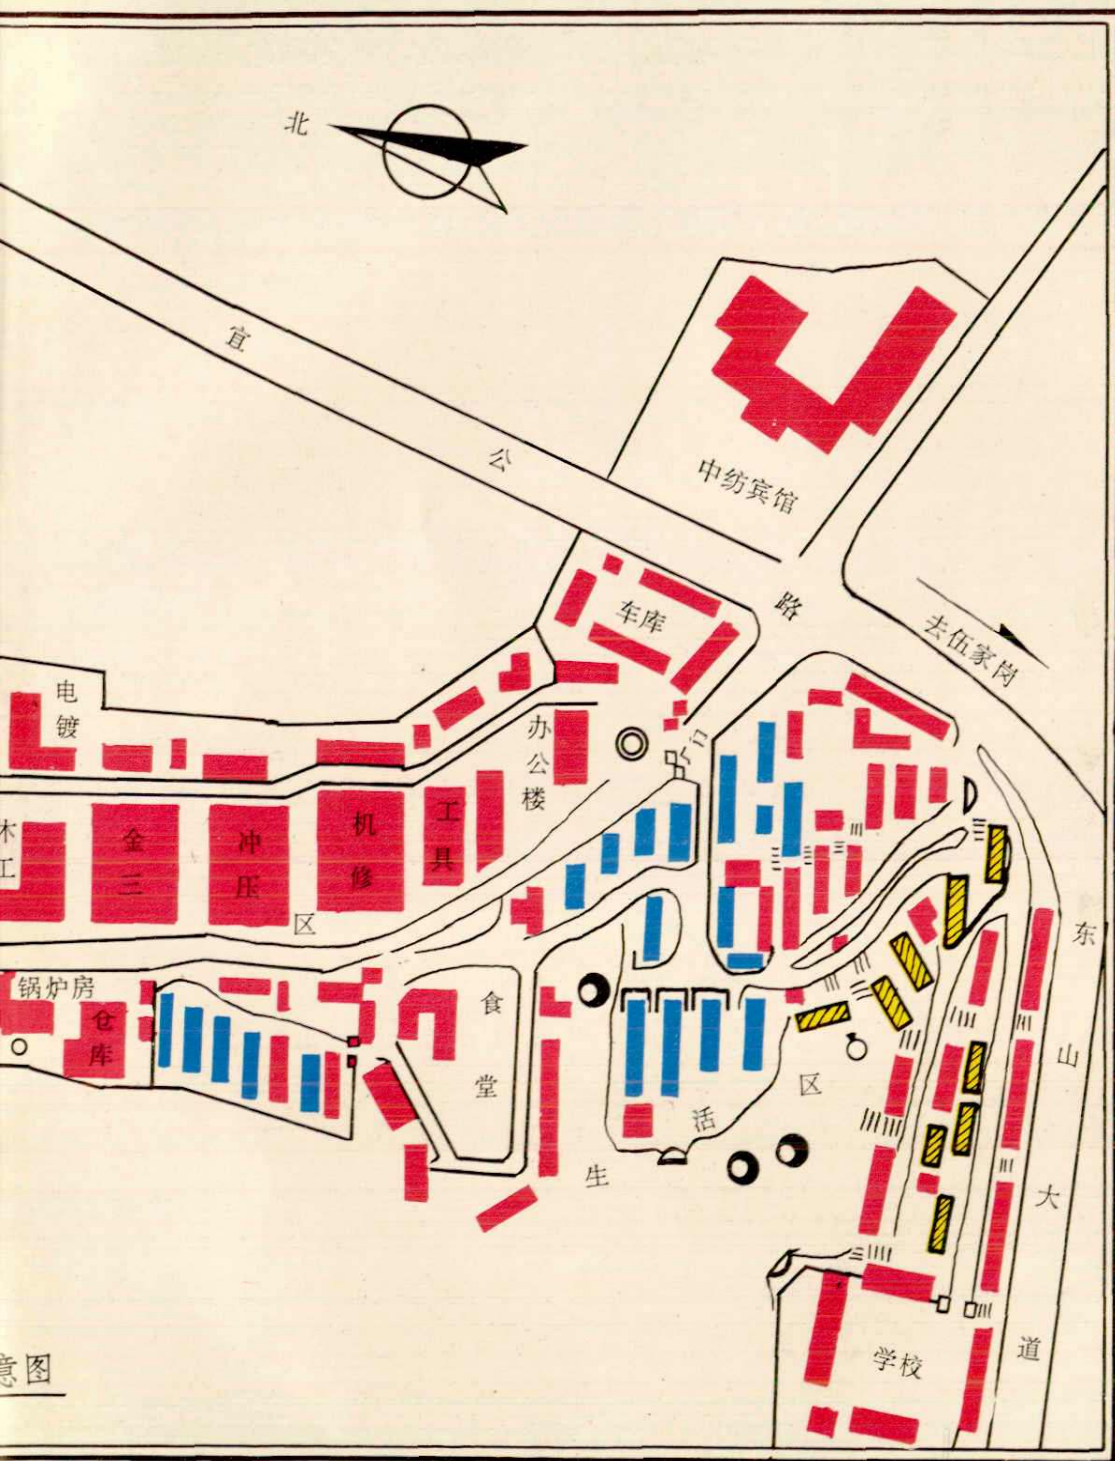 北
宜
公
路
中纺宾馆
车库
去伍家岗
电镀
办公楼
木工
金三
冲压
机修
工具
厂门
区
锅炉房
仓库
食堂
东
山
大
道
生
活
区
学校
意图